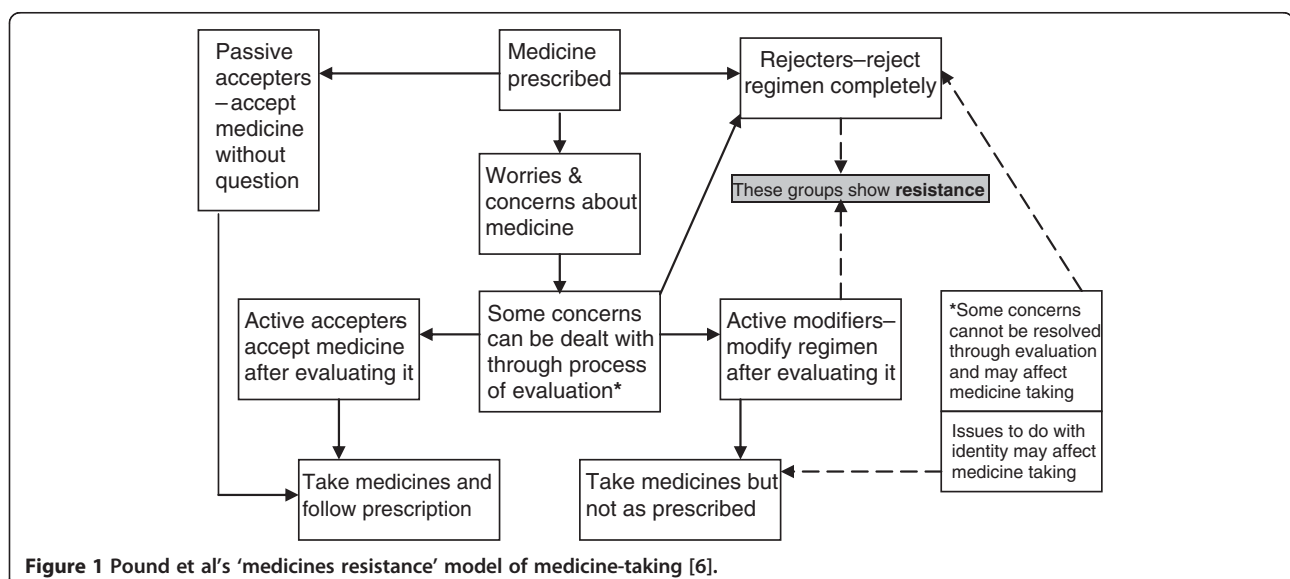 Passive
accepters
–accept
medicine
without
question
Medicine
prescribed
Rejecters–reject
regimen completely
Worries &
concerns about
medicine
These groups show resistance
Active accepters-
accept medicine
after evaluating it
Some concerns
can be dealt with
through process
of evaluation*
Active modifiers–
modify regimen
after evaluating it
*Some concerns
cannot be resolved
through evaluation
and may affect
medicine taking
Issues to do with
identity may affect
medicine taking
Take medicines and
follow prescription
Take medicines but
not as prescribed
Figure 1 Pound et al's 'medicines resistance' model of medicine-taking [6].